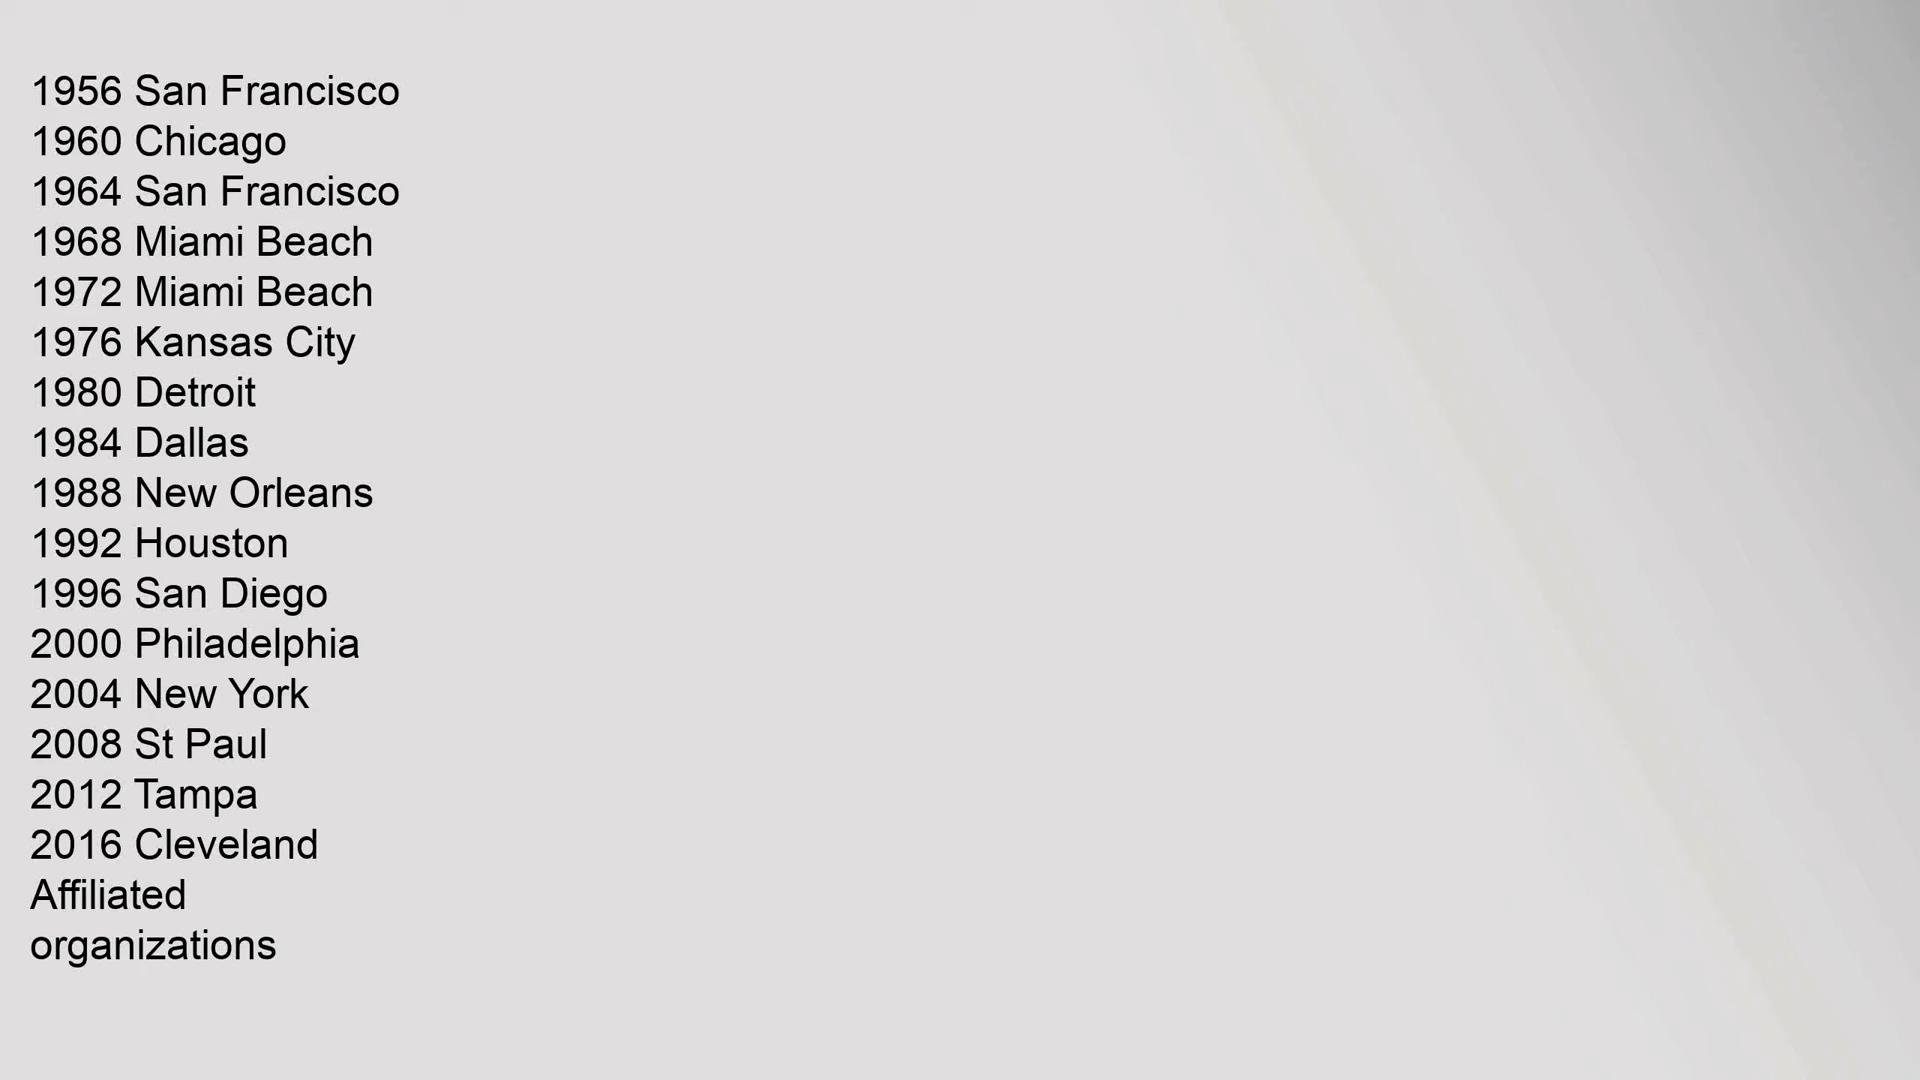 1956 San Francisco
1960 Chicago
1964 San Francisco
1968 Miami Beach
1972 Miami Beach
1976 Kansas City
1980 Detroit
1984 Dallas
1988 New Orleans
1992 Houston
1996 San Diego
2000 Philadelphia
2004 New York
2008 St Paul
2012 Tampa
2016 Cleveland
Affiliated
organizations